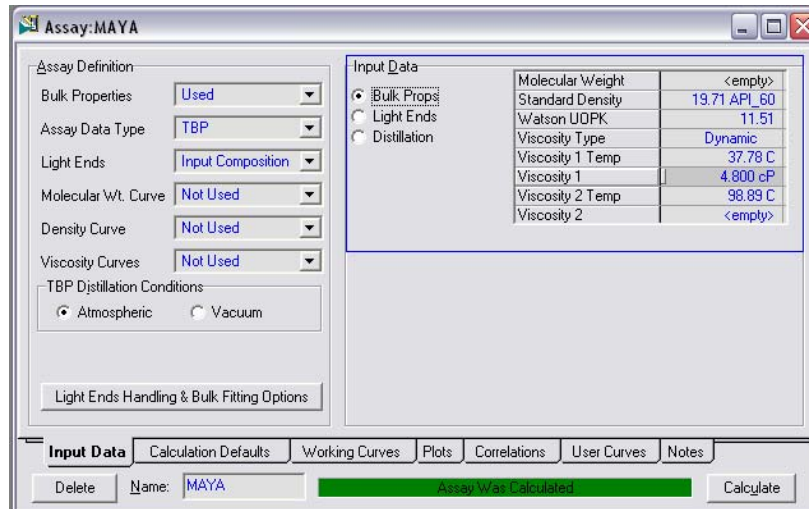 Assay:MAYA
Assay Definition
Bulk Properties Used
Assay Data Type TBP
Light Ends Input Composition
Molecular Wt. Curve Not Used
Density Curve Not Used
Viscosity Curves Not Used
TBP Distillation Conditions
Atmospheric Vacuum
Light Ends Handling & Bulk Fitting Options
Input Data
Bulk Props
Light Ends
Distillation
Molecular Weight <empty>
Standard Density 19.71 API_60
Watson UOPK 11.51
Viscosity Type Dynamic
Viscosity 1 Temp 37.78 C
Viscosity 1 4.800 cP
Viscosity 2 Temp 98.89 C
Viscosity 2 <empty>
Input Data Calculation Defaults Working Curves Plots Correlations User Curves Notes
Delete Name: MAYA Assay Was Calculated Calculate